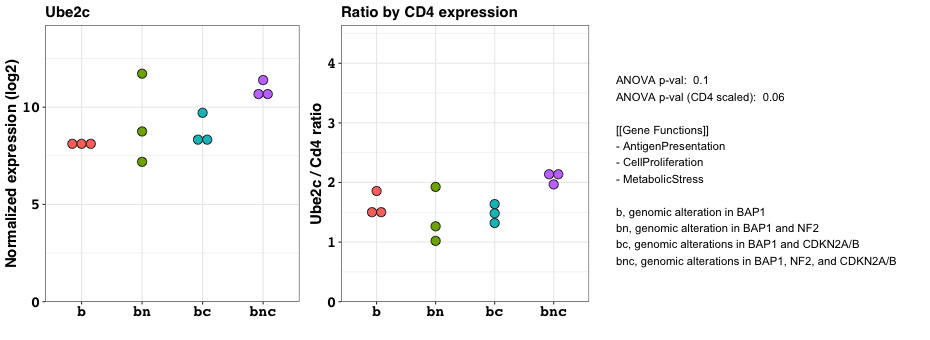 Ube2c
Normalized expression (log2)
10
5
0
b bn bc bnc
Ratio by CD4 expression
Ube2c / Cd4 ratio
4
3
2
1
0
b bn bc bnc
ANOVA p-val: 0.1
ANOVA p-val (CD4 scaled): 0.06
[[Gene Functions]]
- AntigenPresentation
- CellProliferation
- MetabolicStress
b, genomic alteration in BAP1
bn, genomic alteration in BAP1 and NF2
bc, genomic alterations in BAP1 and CDKN2A/B
bnc, genomic alterations in BAP1, NF2, and CDKN2A/B